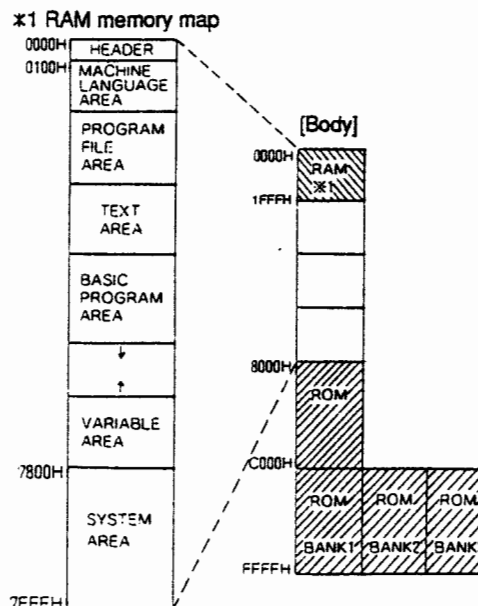 ※1 RAM memory map
0000H
HEADER
0100H
MACHINE
LANGUAGE
AREA
PROGRAM
FILE
AREA
TEXT
AREA
BASIC
PROGRAM
AREA
↓
↑
VARIABLE
AREA
7800H
SYSTEM
AREA
7FFFH
[Body]
0000H
RAM
※1
1FFFH
8000H
ROM
C000H
ROM ROM ROM
BANK1 BANK2 BANK
FFFFH